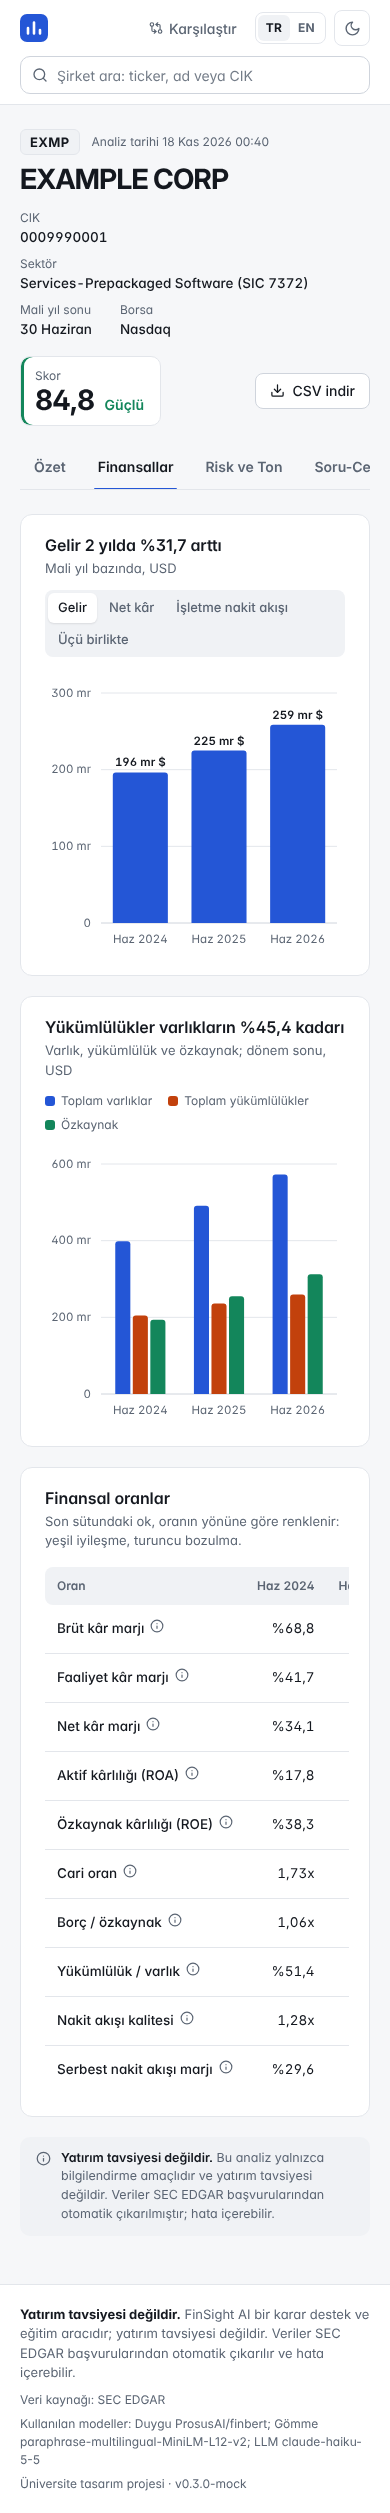 Karşılaştır
TR EN
Şirket ara: ticker, ad veya CIK
EXMP Analiz tarihi 18 Kas 2026 00:40
EXAMPLE CORP
CIK
0009990001
Sektör
Services-Prepackaged Software (SIC 7372)
Mali yıl sonu Borsa
30 Haziran Nasdaq
Skor
84,8 Güçlü
CSV indir
Özet Finansallar Risk ve Ton Soru-Ce
Gelir 2 yılda %31,7 arttı
Mali yıl bazında, USD
Gelir Net kâr İşletme nakit akışı
Üçü birlikte
300 mr
259 mr $
225 mr $
196 mr $
200 mr
100 mr
0
Haz 2024 Haz 2025 Haz 2026
Yükümlülükler varlıkların %45,4 kadarı
Varlık, yükümlülük ve özkaynak; dönem sonu,
USD
Toplam varlıklar Toplam yükümlülükler
Özkaynak
600 mr
400 mr
200 mr
0
Haz 2024 Haz 2025 Haz 2026
Finansal oranlar
Son sütundaki ok, oranın yönüne göre renklenir:
yeşil iyileşme, turuncu bozulma.
Oran Haz 2024
Brüt kâr marjı %68,8
Faaliyet kâr marjı %41,7
Net kâr marjı %34,1
Aktif kârlılığı (ROA) %17,8
Özkaynak kârlılığı (ROE) %38,3
Cari oran 1,73x
Borç / özkaynak 1,06x
Yükümlülük / varlık %51,4
Nakit akışı kalitesi 1,28x
Serbest nakit akışı marjı %29,6
Yatırım tavsiyesi değildir. Bu analiz yalnızca
bilgilendirme amaçlıdır ve yatırım tavsiyesi
değildir. Veriler SEC EDGAR başvurularından
otomatik çıkarılmıştır; hata içerebilir.
Yatırım tavsiyesi değildir. FinSight AI bir karar destek ve
eğitim aracıdır; yatırım tavsiyesi değildir. Veriler SEC
EDGAR başvurularından otomatik çıkarılır ve hata
içerebilir.
Veri kaynağı: SEC EDGAR
Kullanılan modeller: Duygu ProsusAI/finbert; Gömme
paraphrase-multilingual-MiniLM-L12-v2; LLM claude-haiku-
5-5
Üniversite tasarım projesi · v0.3.0-mock